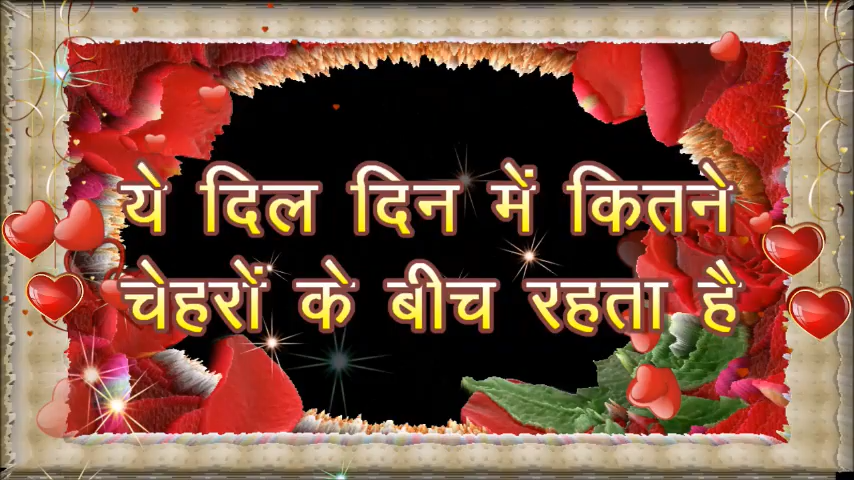 ये दिल दिन में कितने
चेहरों के बीच रहता है